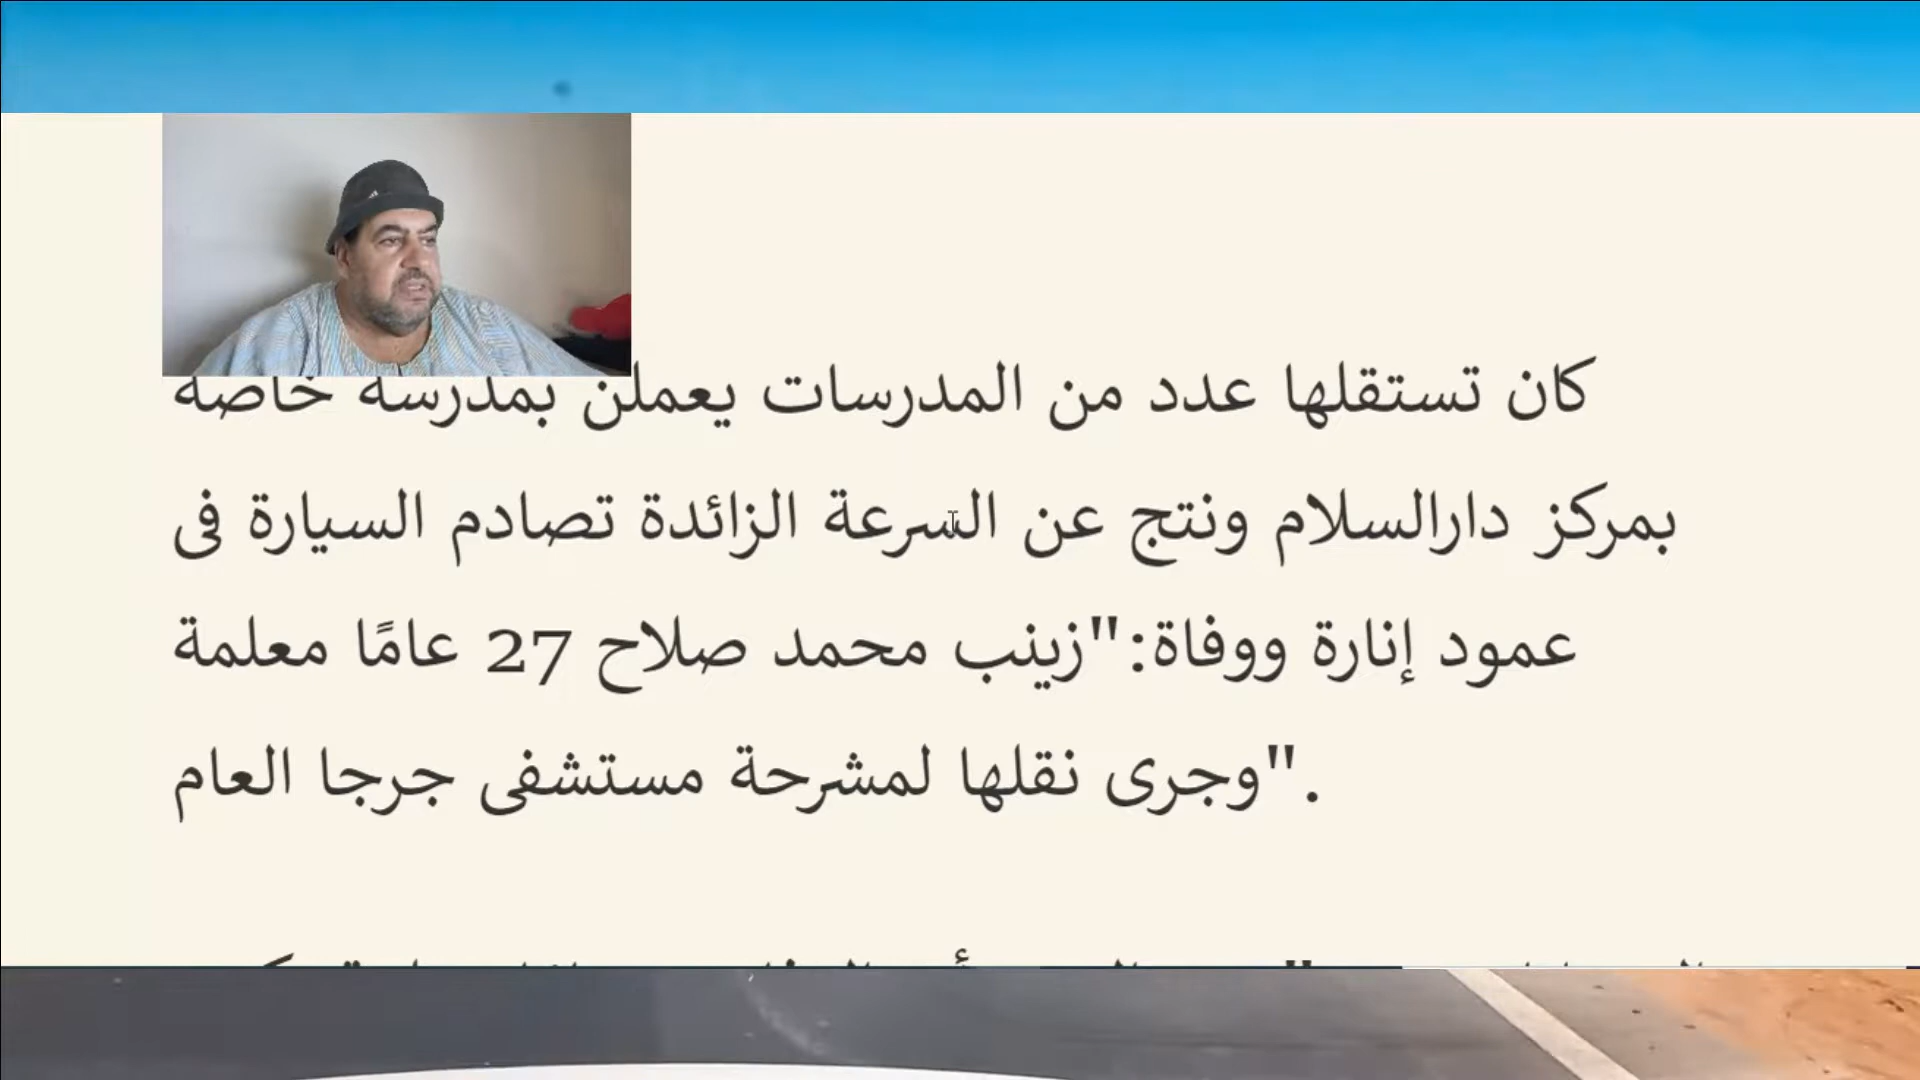 كان تستقلها عدد من المدرسات يعملن بمدرسة خاصة
بمركز دارالسلام ونتج عن السرعة الزائدة تصادم السيارة فى
عمود إنارة ووفاة:"زينب محمد صلاح 27 عامًا معلمة
وجرى نقلها لمشرحة مستشفى جرجا العام".